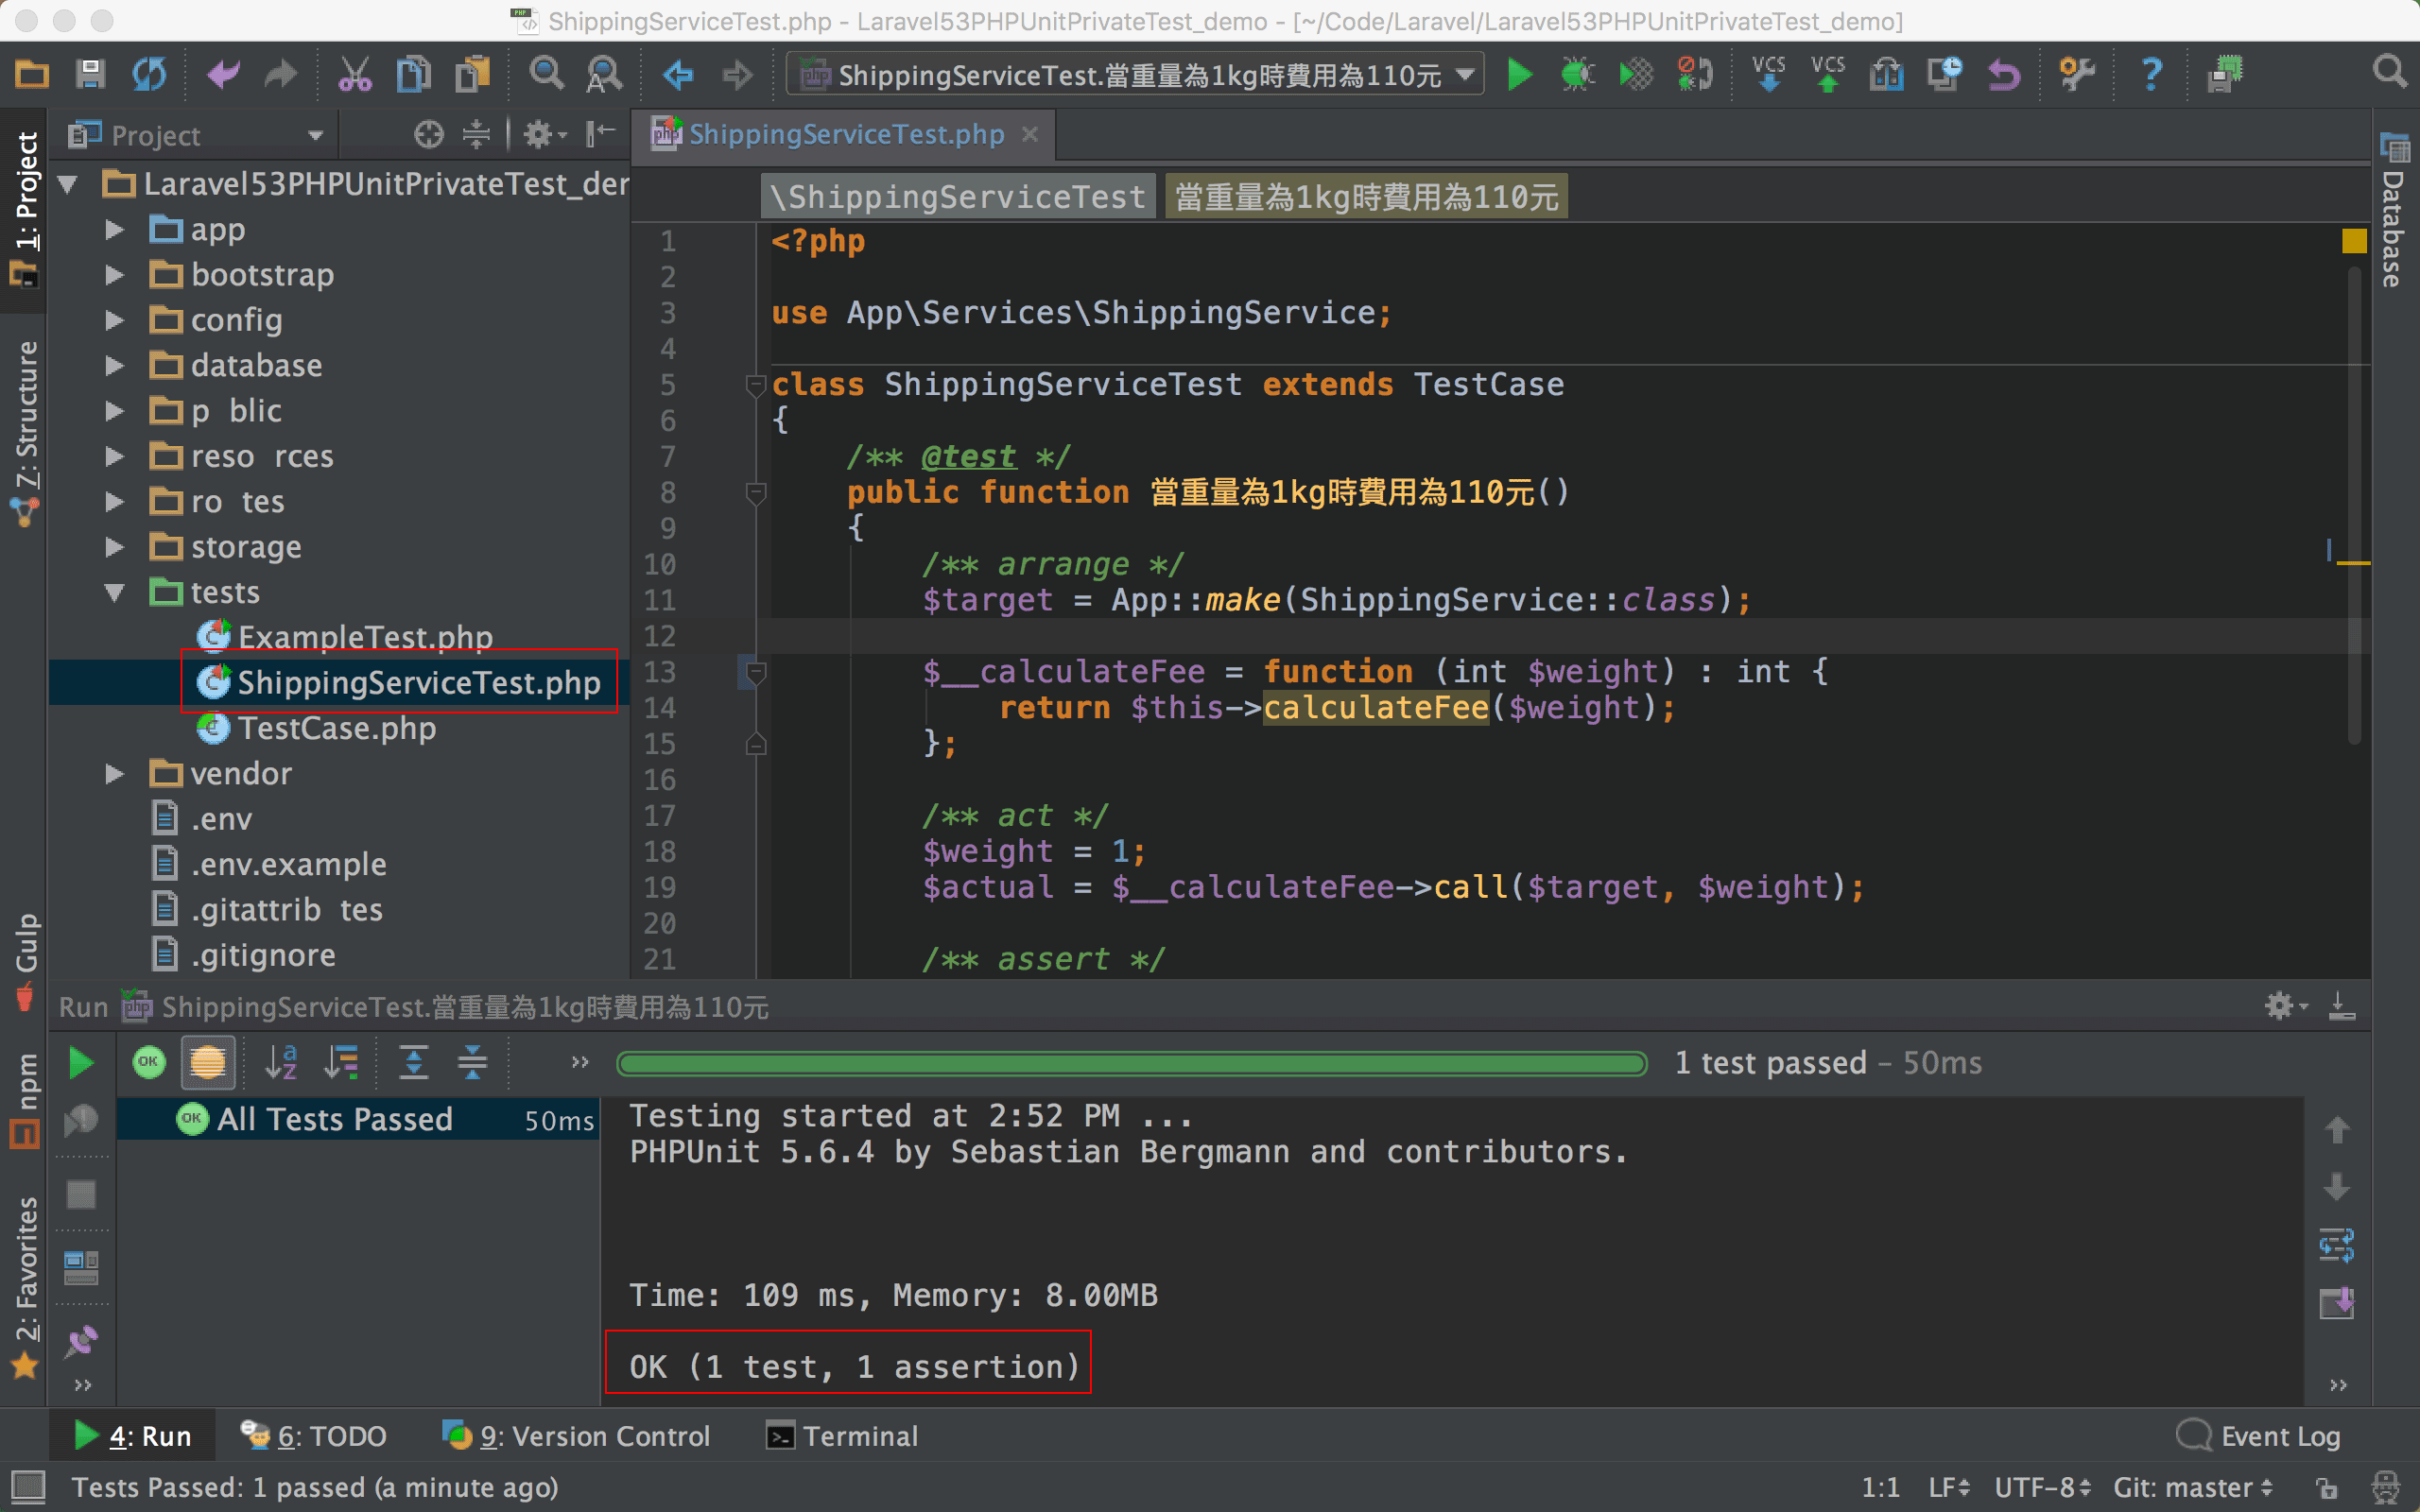 ShippingServiceTest.php - Laravel53PHPUnitPrivateTest_demo - [~/Code/Laravel/Laravel53PHPUnitPrivateTest_demo]
ShippingServiceTest.當重量為1kg時費用為110元
VCS
VCS
Project
ShippingServiceTest.php
1: Project
7: Structure
Gulp
npm
2: Favorites
Database
Laravel53PHPUnitPrivateTest_der
app
bootstrap
config
database
p blic
reso rces
ro tes
storage
tests
ExampleTest.php
ShippingServiceTest.php
TestCase.php
vendor
.env
.env.example
.gitattrib tes
.gitignore
\ShippingServiceTest 當重量為1kg時費用為110元
1 <?php
2
3 use App\Services\ShippingService;
4
5 class ShippingServiceTest extends TestCase
6 {
7 /** @test */
8 public function 當重量為1kg時費用為110元()
9 {
10 /** arrange */
11 $target = App::make(ShippingService::class);
12
13 $__calculateFee = function (int $weight) : int {
14 return $this->calculateFee($weight);
15 };
16
17 /** act */
18 $weight = 1;
19 $actual = $__calculateFee->call($target, $weight);
20
21 /** assert */
Run ShippingServiceTest.當重量為1kg時費用為110元
OK
1 test passed – 50ms
OK All Tests Passed 50ms
Testing started at 2:52 PM ...
PHPUnit 5.6.4 by Sebastian Bergmann and contributors.
Time: 109 ms, Memory: 8.00MB
OK (1 test, 1 assertion)
4: Run 6: TODO 9: Version Control Terminal Event Log
Tests Passed: 1 passed (a minute ago) 1:1 LF UTF-8 Git: master